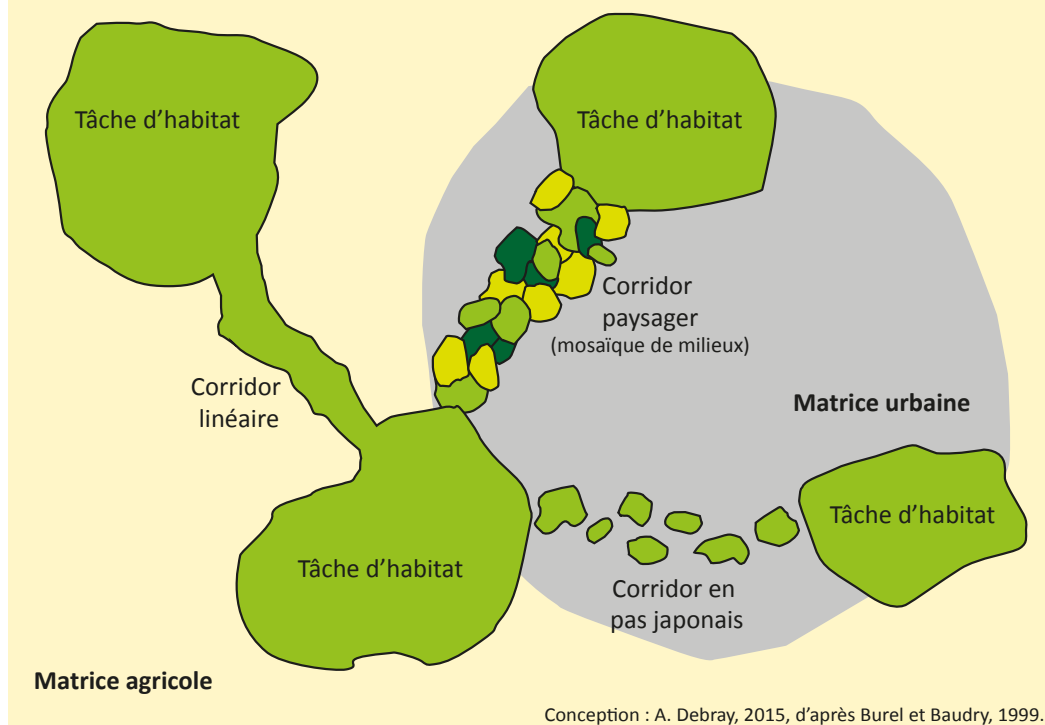 Tâche d'habitat
Tâche d'habitat
Corridor
paysager
(mosaïque de milieux)
Corridor
linéaire
Matrice urbaine
Tâche d'habitat
Tâche d'habitat
Corridor en
pas japonais
Matrice agricole
Conception : A. Debray, 2015, d'après Burel et Baudry, 1999.